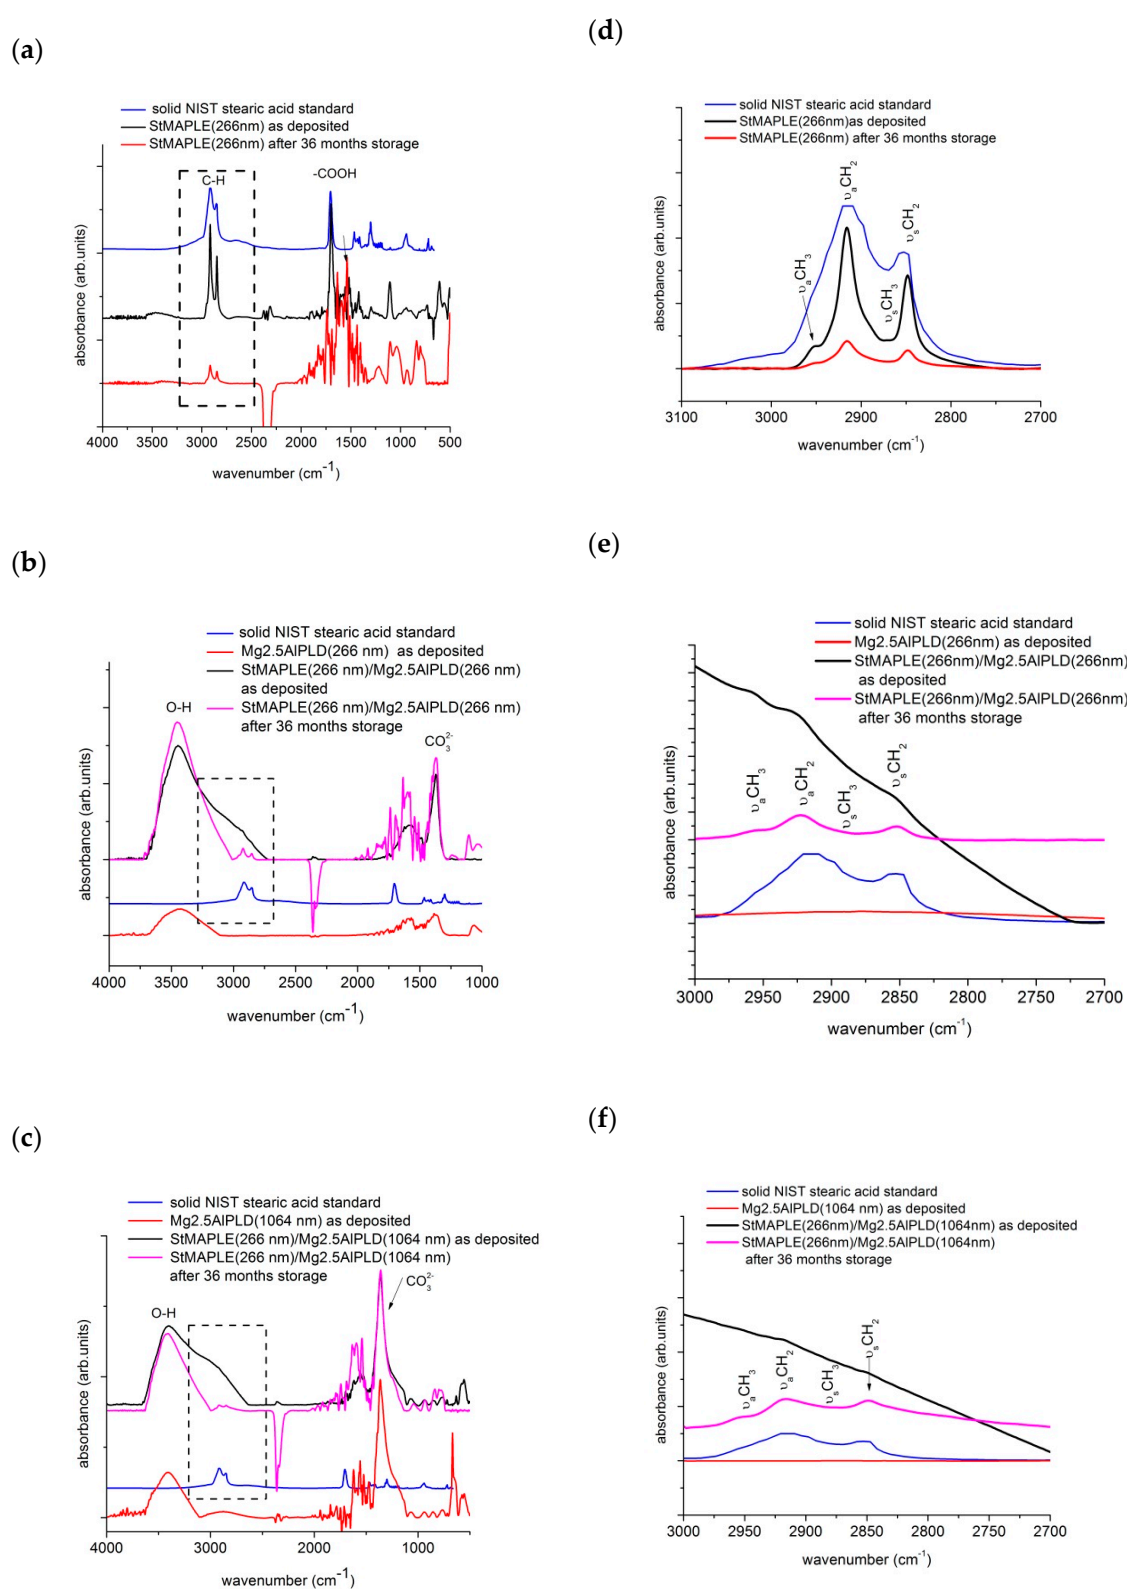 (a)
solid NIST stearic acid standard
StMAPLE(266nm) as deposited
StMAPLE(266nm) after 36 months storage
C-H
-COOH
absorbance (arb.units)
4000 3500 3000 2500 2000 1500 1000 500
wavenumber (cm-1)
(d)
solid NIST stearic acid standard
StMAPLE(266nm)as deposited
StMAPLE(266nm) after 36 months storage
υaCH3
υaCH2
υsCH3
υsCH2
absorbance (arb.units)
3100 3000 2900 2800 2700
wavenumber (cm-1)
(b)
solid NIST stearic acid standard
Mg2.5AlPLD(266 nm) as deposited
StMAPLE(266 nm)/Mg2.5AlPLD(266 nm)
as deposited
StMAPLE(266 nm)/Mg2.5AlPLD(266 nm)
after 36 months storage
O-H
CO3 2-
absorbance (arb.units)
4000 3500 3000 2500 2000 1500 1000
wavenumber (cm-1)
(e)
solid NIST stearic acid standard
Mg2.5AlPLD(266nm) as deposited
StMAPLE(266nm)/Mg2.5AlPLD(266nm)
as deposited
StMAPLE(266nm)/Mg2.5AlPLD(266nm)
after 36 months storage
υaCH3
υaCH2
υsCH3
υsCH2
absorbance (arb.units)
3000 2950 2900 2850 2800 2750 2700
wavenumber (cm-1)
(c)
solid NIST stearic acid standard
Mg2.5AlPLD(1064 nm) as deposited
StMAPLE(266 nm)/Mg2.5AlPLD(1064 nm) as deposited
StMAPLE(266 nm)/Mg2.5AlPLD(1064 nm)
after 36 months storage
O-H
CO3 2-
absorbance (arb.units)
4000 3000 2000 1000
wavenumber (cm-1)
(f)
solid NIST stearic acid standard
Mg2.5AlPLD(1064 nm) as deposited
StMAPLE(266nm)/Mg2.5AlPLD(1064nm) as deposited
StMAPLE(266nm)/Mg2.5AlPLD(1064nm)
after 36 months storage
υaCH3
υaCH2
υsCH3
υsCH2
absorbance (arb.units)
3000 2950 2900 2850 2800 2750 2700
wavenumber (cm-1)